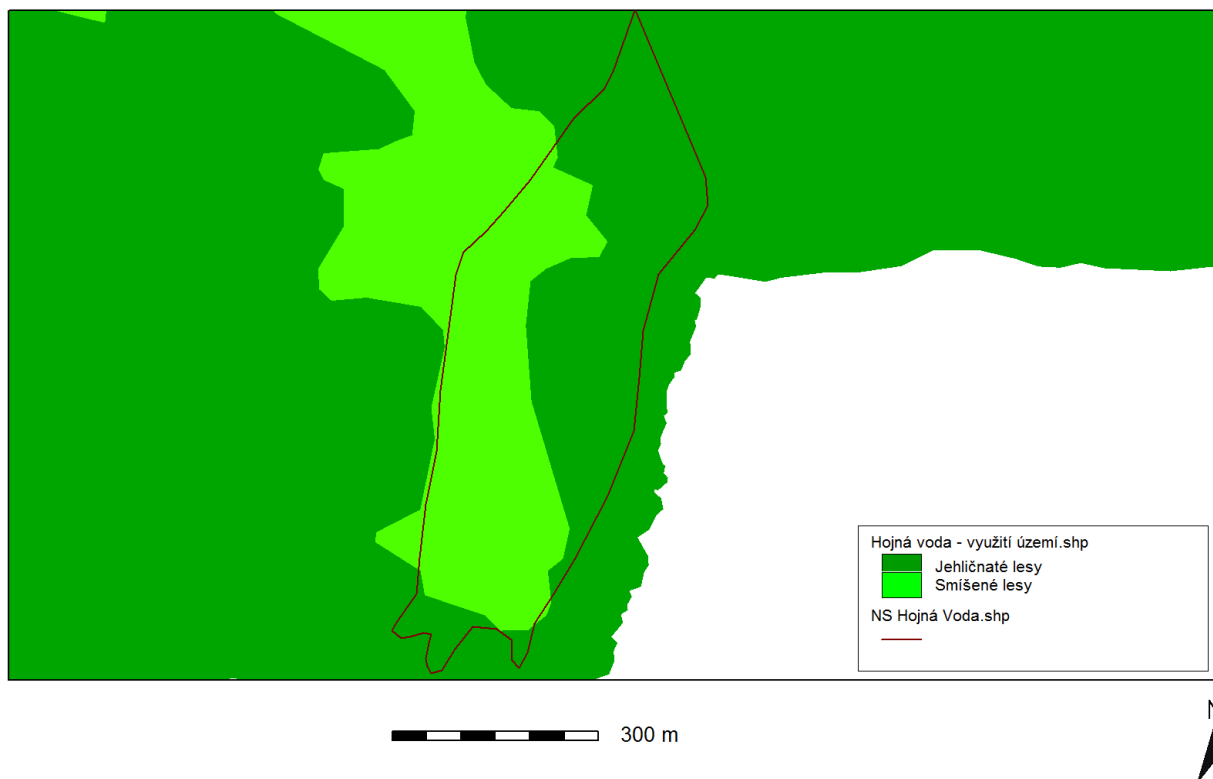 Hojná voda - využití území.shp
Jehličnaté lesy
Smíšené lesy
NS Hojná Voda.shp
300 m
N